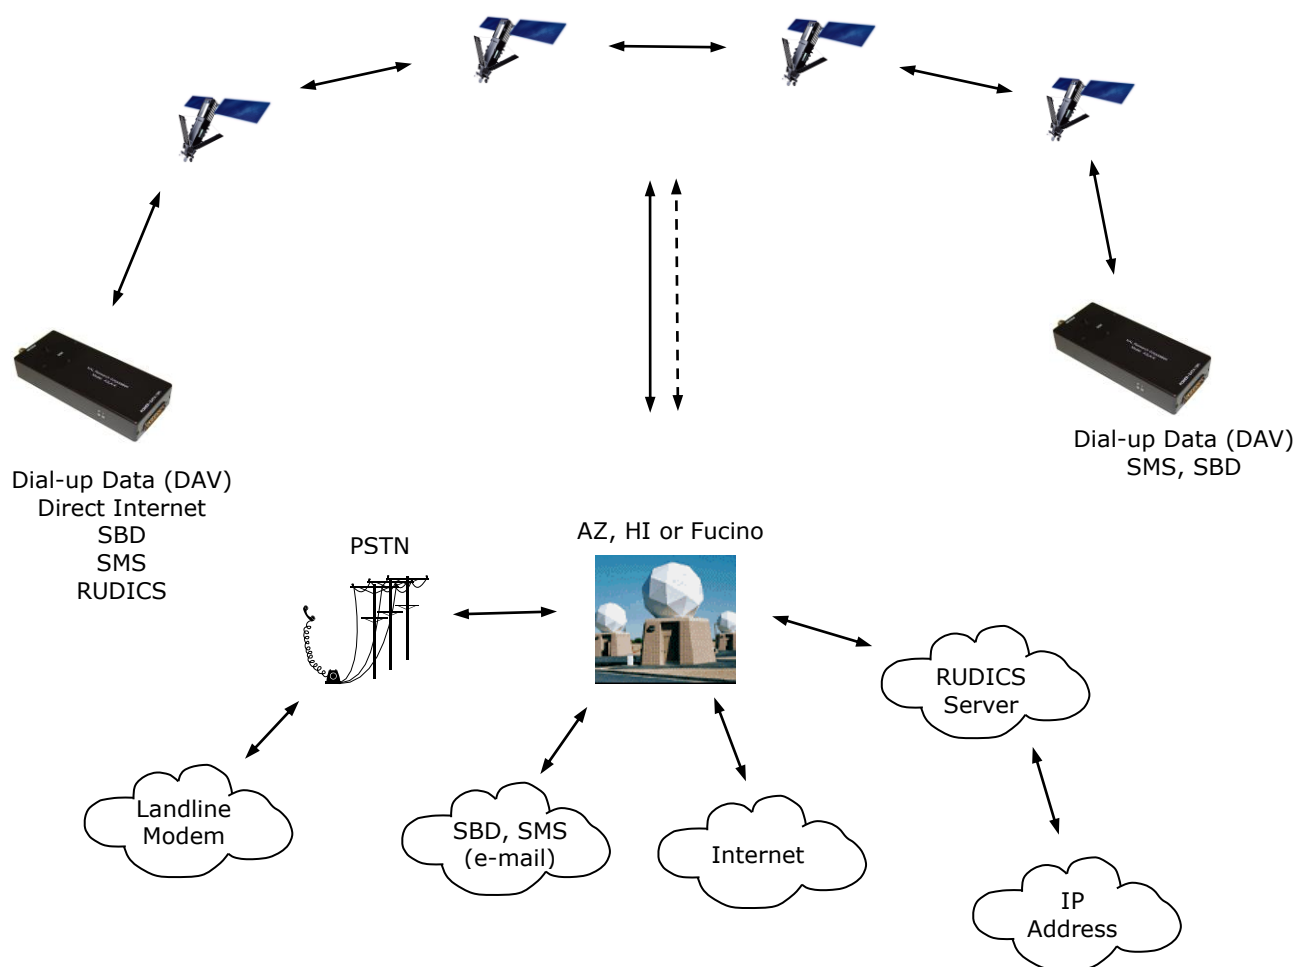 Dial-up Data (DAV)
Direct Internet
SBD
SMS
RUDICS
Dial-up Data (DAV)
SMS, SBD
PSTN
AZ, HI or Fucino
RUDICS
Server
Landline
Modem
SBD, SMS
(e-mail)
Internet
IP
Address